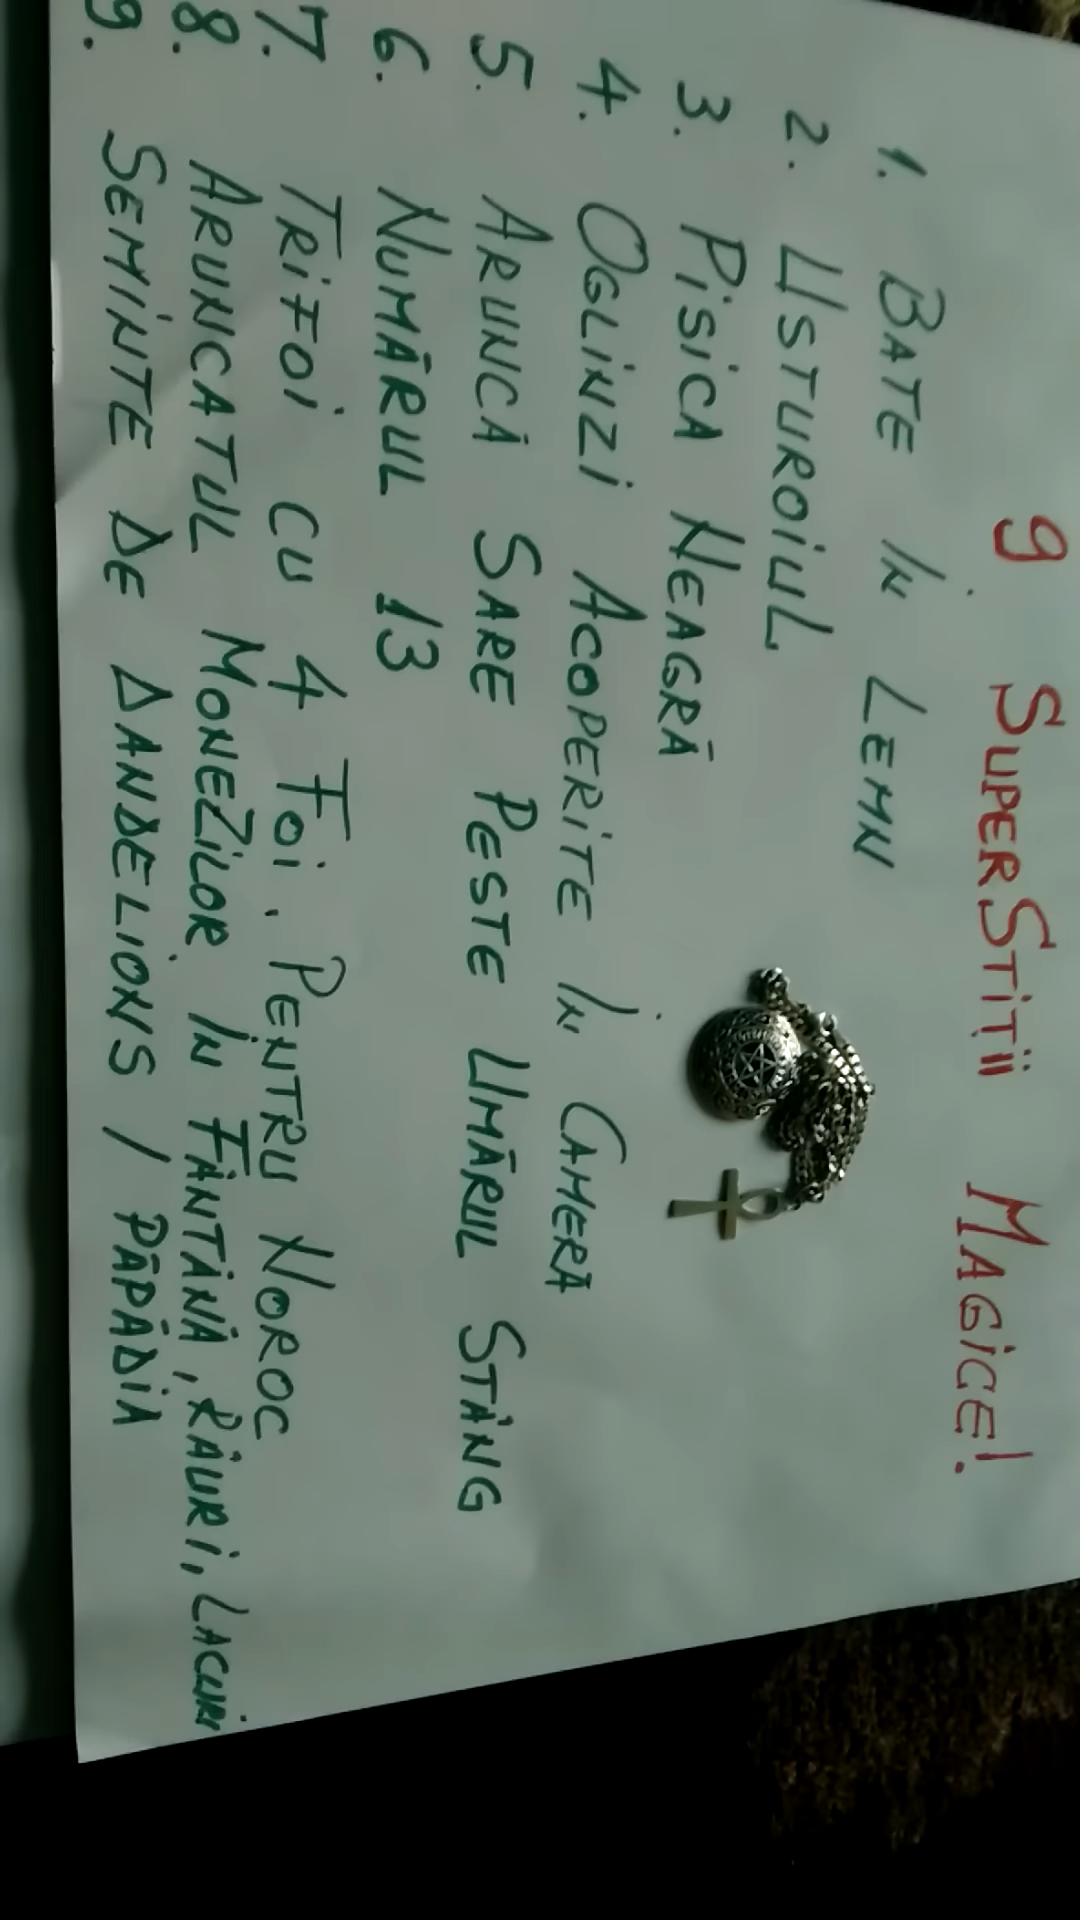 9 SUPERSTIȚII MAGICE!
1. BATE ÎN LEMN
2. USTUROIUL
3. PISICA NEAGRĂ
4. OGLINZI ACOPERITE ÎN CAMERĂ
5. ARUNCĂ SARE PESTE UMĂRUL STÂNG
6. NUMĂRUL 13
7. TRIFOI CU 4 FOI. PENTRU NOROC
8. ARUNCATUL MONEZILOR ÎN FÂNTÂNĂ, RÂURI, LACURI
9. SEMINTE DE DANDELIONS / PĂPĂDIA